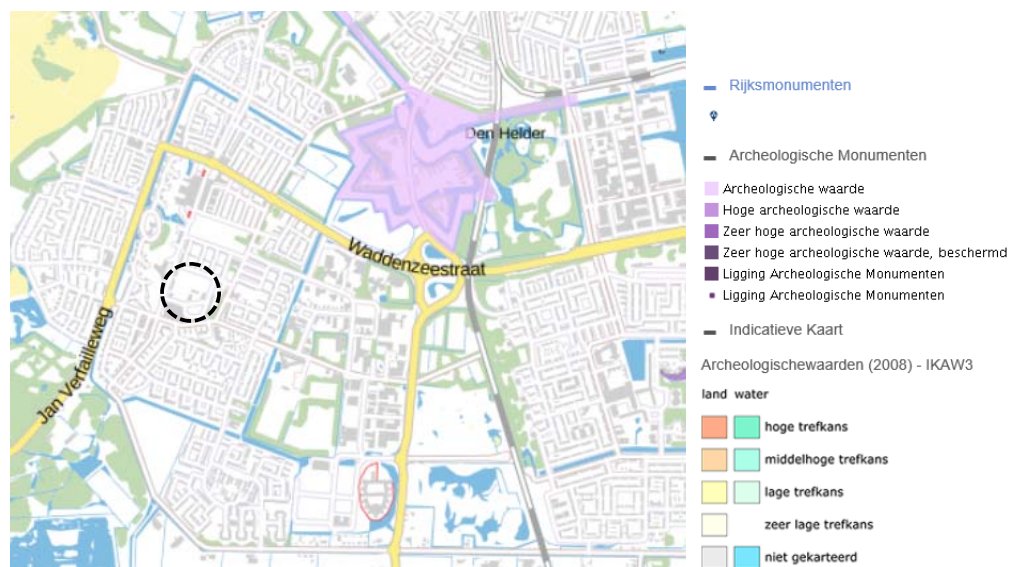 Den Helder
Waddenzeestraat
Jan Verfailleweg
Rijksmonumenten
Archeologische Monumenten
Archeologische waarde
Hoge archeologische waarde
Zeer hoge archeologische waarde
Zeer hoge archeologische waarde, beschermd
Ligging Archeologische Monumenten
Ligging Archeologische Monumenten
Indicatieve Kaart
Archeologischewaarden (2008) - IKAW3
land water
hoge trefkans
middelhoge trefkans
lage trefkans
zeer lage trefkans
niet gekarteerd